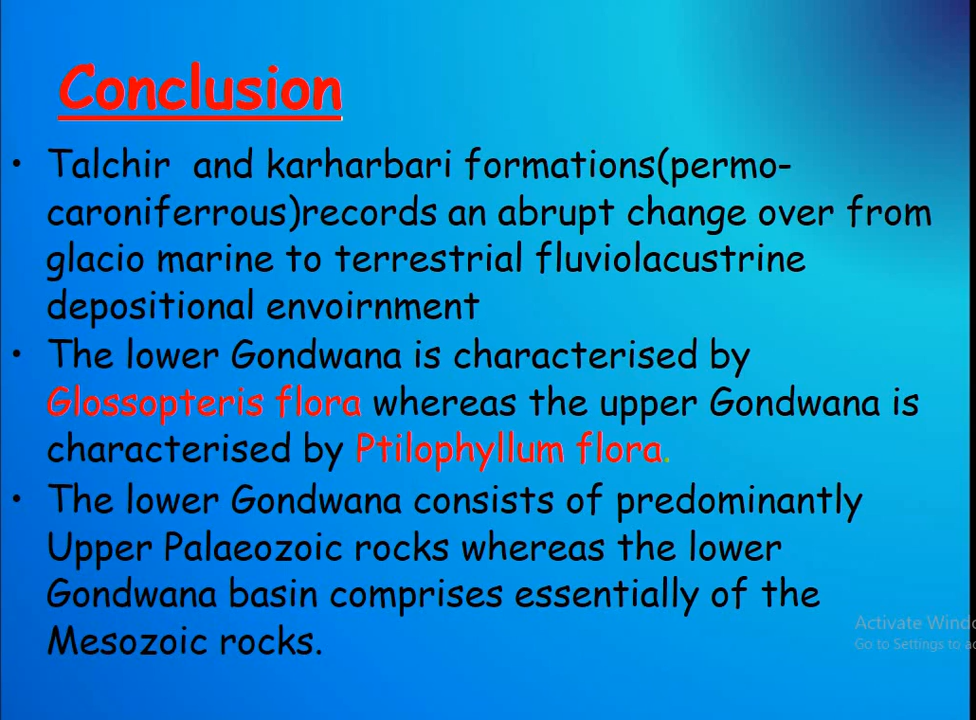 Conclusion
• Talchir and karharbari formations(permo-
caroniferrous)records an abrupt change over from
glacio marine to terrestrial fluviolacustrine
depositional envoirnment
• The lower Gondwana is characterised by
Glossopteris flora whereas the upper Gondwana is
characterised by Ptilophyllum flora.
• The lower Gondwana consists of predominantly
Upper Palaeozoic rocks whereas the lower
Gondwana basin comprises essentially of the
Mesozoic rocks.
Activate Windo
Go to Settings to ac